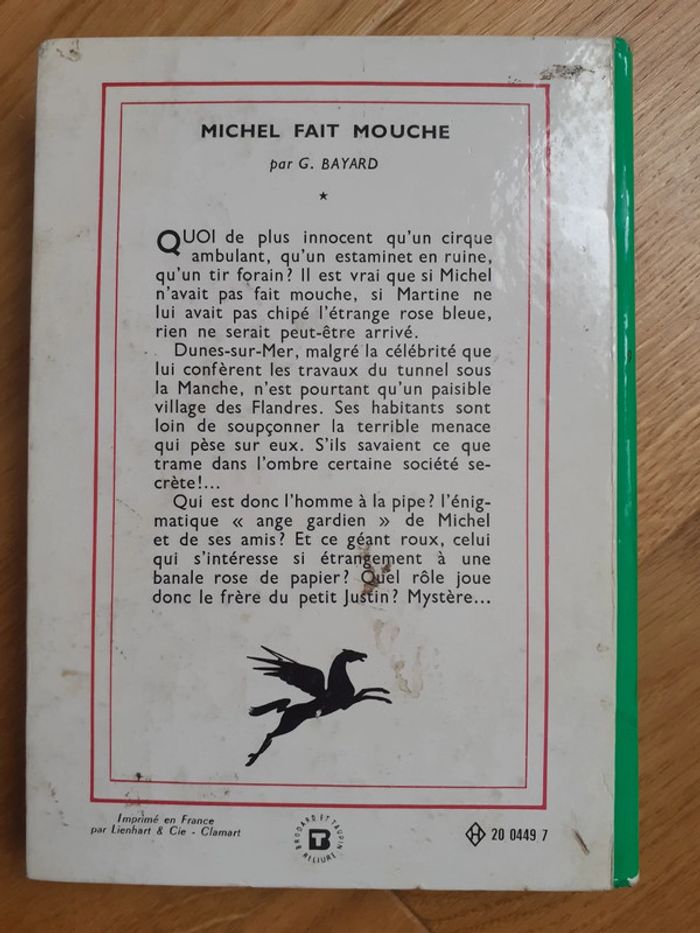 MICHEL FAIT MOUCHE
par G. BAYARD
★
QUOI de plus innocent qu'un cirque
ambulant, qu'un estaminet en ruine,
qu'un tir forain? Il est vrai que si Michel
n'avait pas fait mouche, si Martine ne
lui avait pas chipé l'étrange rose bleue,
rien ne serait peut-être arrivé.
Dunes-sur-Mer, malgré la célébrité que
lui confèrent les travaux du tunnel sous
la Manche, n'est pourtant qu'un paisible
village des Flandres. Ses habitants sont
loin de soupçonner la terrible menace
qui pèse sur eux. S'ils savaient ce que
trame dans l'ombre certaine société se-
crète!...
Qui est donc l'homme à la pipe? l'énig-
matique « ange gardien » de Michel
et de ses amis? Et ce géant roux, celui
qui s'intéresse si étrangement à une
banale rose de papier? Quel rôle joue
donc le frère du petit Justin? Mystère...
Imprimé en France
par Lienhart & Cie - Clamart
BRODARD ET TAUPIN
BT
RELIURE
H 20 0449 7